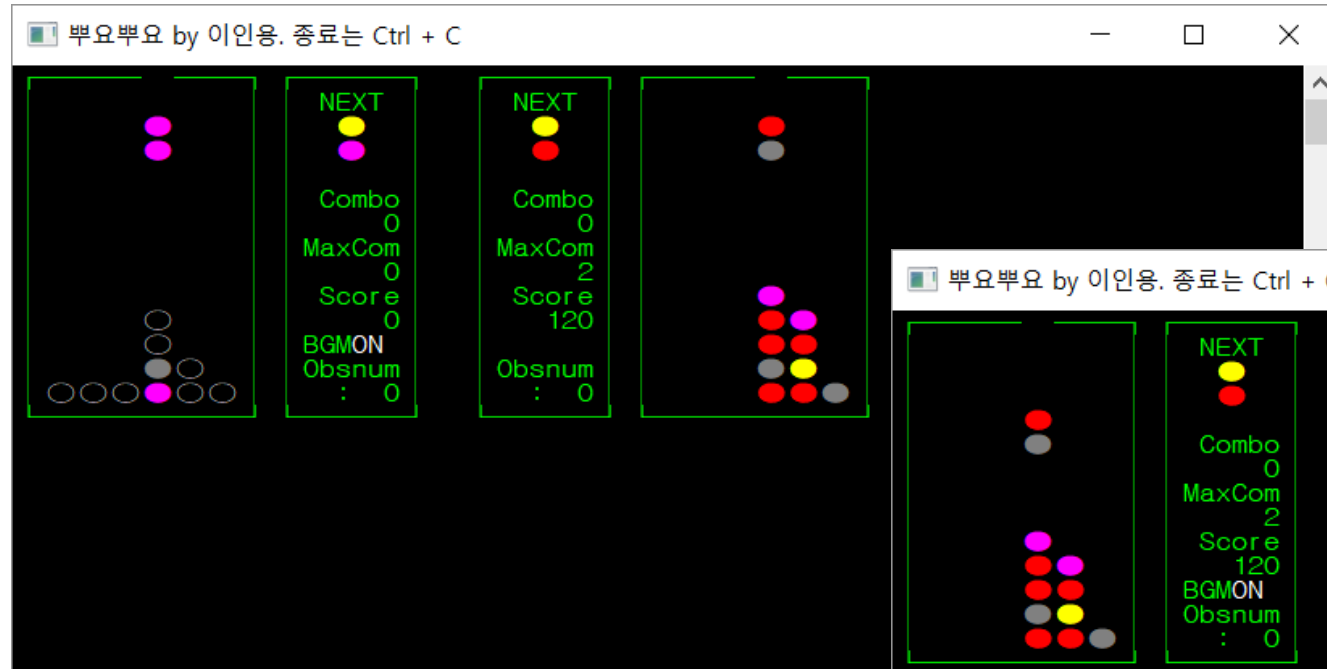 뿌요뿌요 by 이인용. 종료는 Ctrl + C
NEXT
Combo
0
MaxCom
0
Score
0
BGMON
Obsnum
: 0
NEXT
Combo
0
MaxCom
2
Score
120
Obsnum
: 0
뿌요뿌요 by 이인용. 종료는 Ctrl +
NEXT
Combo
0
MaxCom
2
Score
120
BGMON
Obsnum
: 0